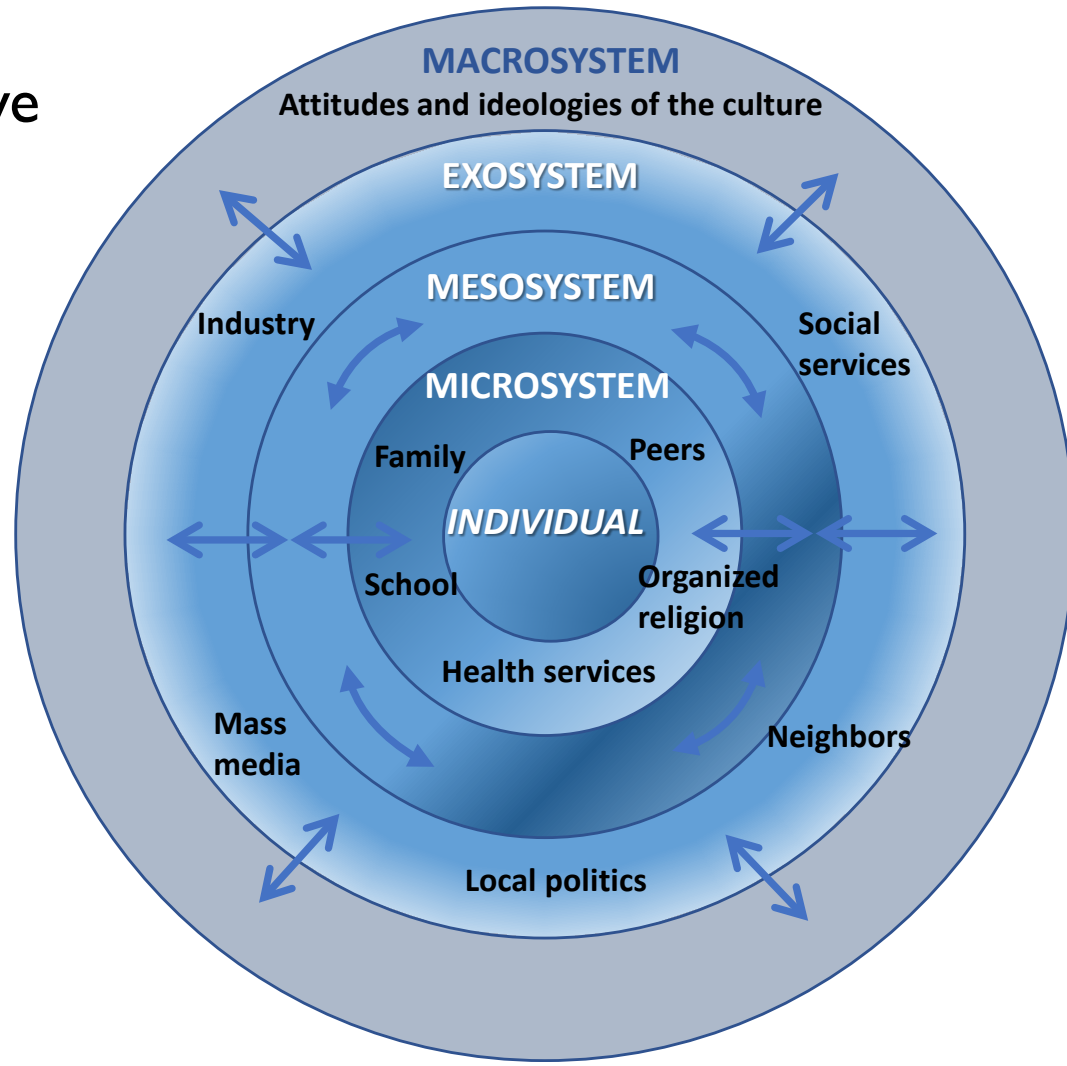 ve
MACROSYSTEM
Attitudes and ideologies of the culture
EXOSYSTEM
MESOSYSTEM
Industry
Social
services
MICROSYSTEM
Family
Peers
INDIVIDUAL
School
Organized
religion
Health services
Mass
media
Neighbors
Local politics